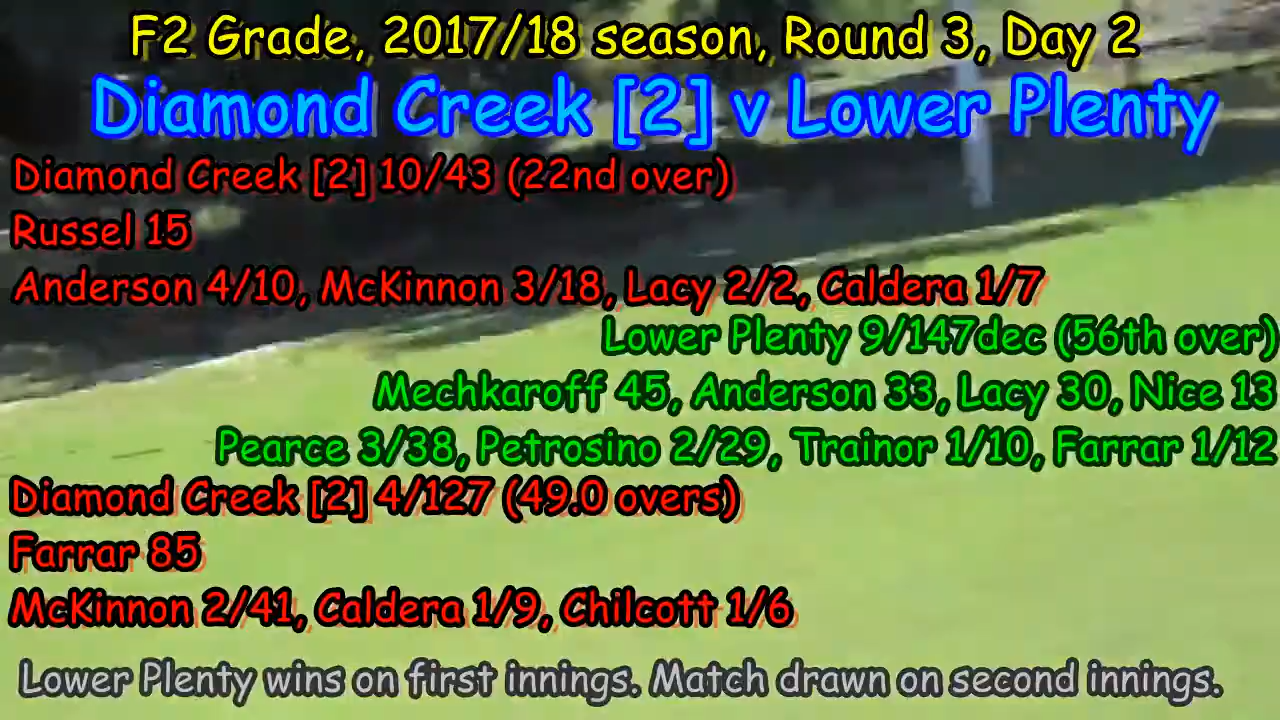 F2 Grade, 2017/18 season, Round 3, Day 2
Diamond Creek [2] v Lower Plenty
Diamond Creek [2] 10/43 (22nd over)
Russel 15
Anderson 4/10, McKinnon 3/18, Lacy 2/2, Caldera 1/7
Lower Plenty 9/147dec (56th over)
Mechkaroff 45, Anderson 33, Lacy 30, Nice 13
Pearce 3/38, Petrosino 2/29, Trainor 1/10, Farrar 1/12
Diamond Creek [2] 4/127 (49.0 overs)
Farrar 85
McKinnon 2/41, Caldera 1/9, Chilcott 1/6
Lower Plenty wins on first innings. Match drawn on second innings.